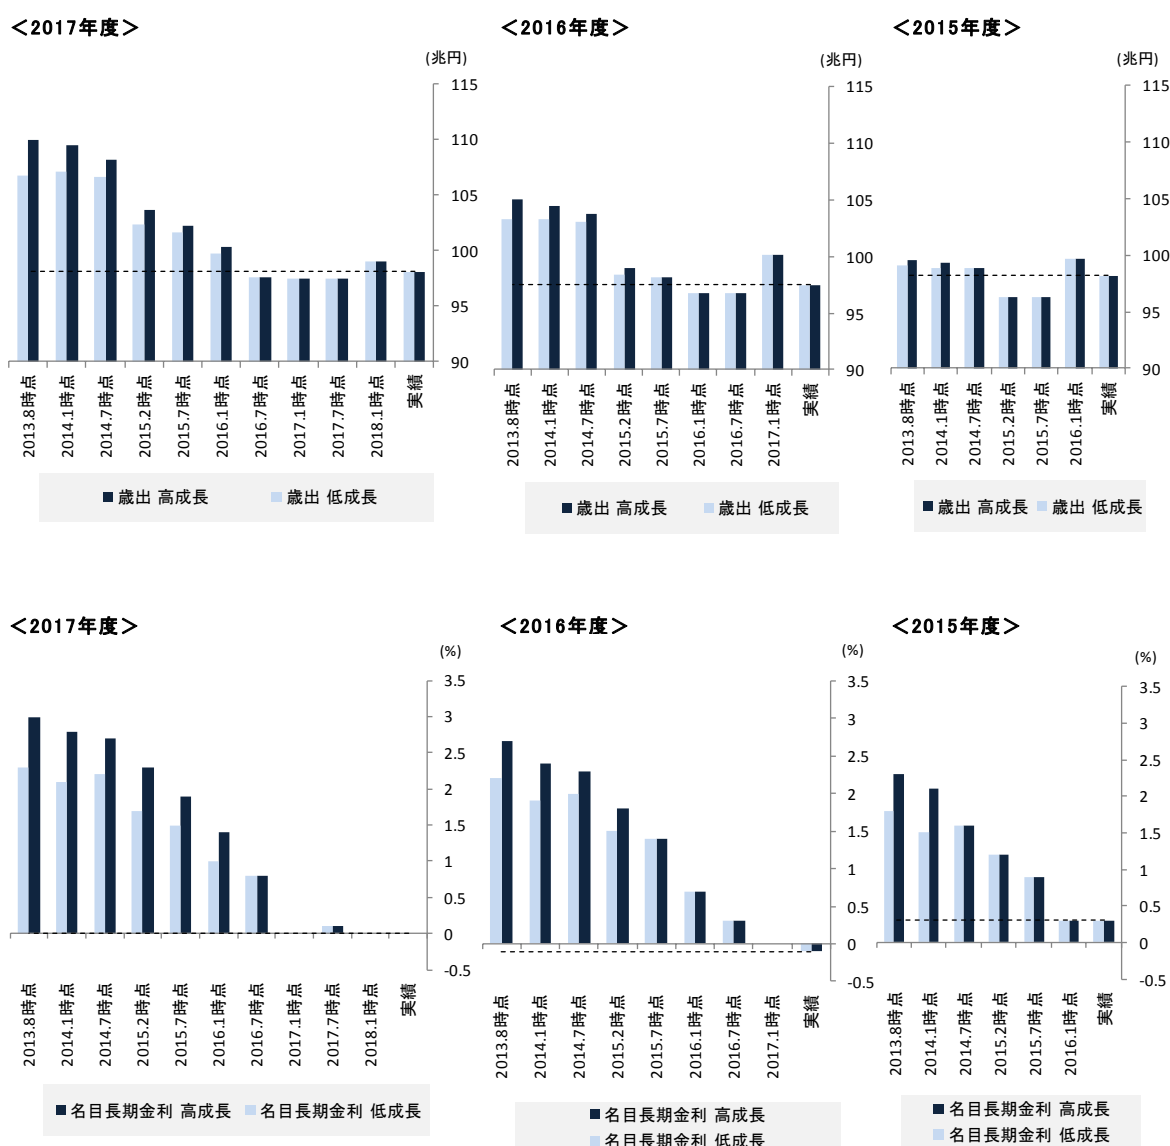 ＜2017年度＞
(兆円)
115
110
105
100
95
90
2013.8時点
2014.1時点
2014.7時点
2015.2時点
2015.7時点
2016.1時点
2016.7時点
2017.1時点
2017.7時点
2018.1時点
実績
歳出 高成長 歳出 低成長
＜2016年度＞
(兆円)
115
110
105
100
95
90
2013.8時点
2014.1時点
2014.7時点
2015.2時点
2015.7時点
2016.1時点
2016.7時点
2017.1時点
実績
歳出 高成長 歳出 低成長
＜2015年度＞
(兆円)
115
110
105
100
95
90
2013.8時点
2014.1時点
2014.7時点
2015.2時点
2015.7時点
2016.1時点
実績
歳出 高成長 歳出 低成長
＜2017年度＞
(%)
3.5
3
2.5
2
1.5
1
0.5
0
-0.5
2013.8時点
2014.1時点
2014.7時点
2015.2時点
2015.7時点
2016.1時点
2016.7時点
2017.1時点
2017.7時点
2018.1時点
実績
名目長期金利 高成長 名目長期金利 低成長
＜2016年度＞
(%)
3.5
3
2.5
2
1.5
1
0.5
0
-0.5
2013.8時点
2014.1時点
2014.7時点
2015.2時点
2015.7時点
2016.1時点
2016.7時点
2017.1時点
実績
名目長期金利 高成長
名目長期金利 低成長
＜2015年度＞
(%)
3.5
3
2.5
2
1.5
1
0.5
0
-0.5
2013.8時点
2014.1時点
2014.7時点
2015.2時点
2015.7時点
2016.1時点
実績
名目長期金利 高成長
名目長期金利 低成長